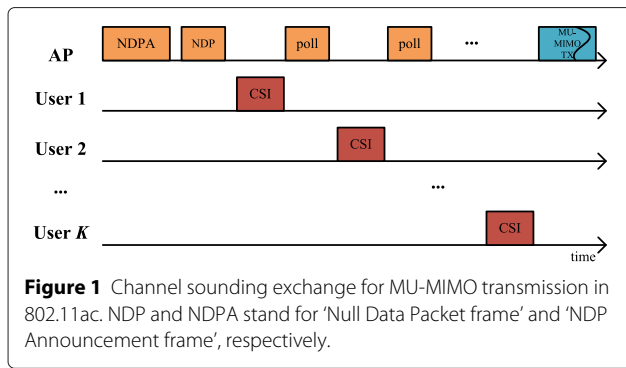 AP NDPA NDP poll poll ... MU-
MIMO
TX
User 1 CSI
User 2 CSI
... ...
User K CSI
time
Figure 1 Channel sounding exchange for MU-MIMO transmission in
802.11ac. NDP and NDPA stand for ‘Null Data Packet frame’ and ‘NDP
Announcement frame’, respectively.